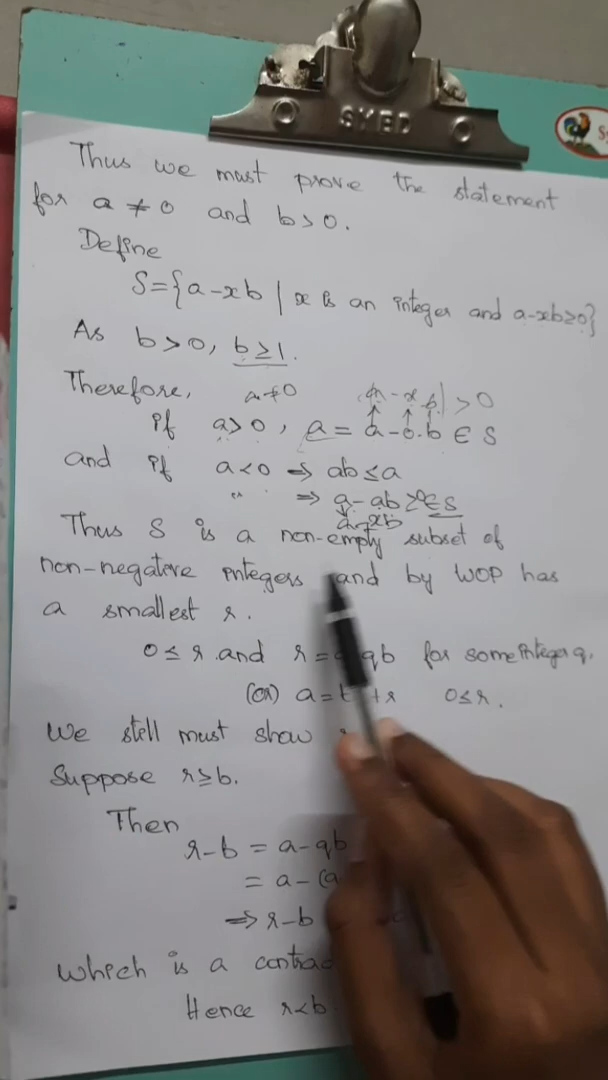 SYED
Thus we must prove the statement
for a ≠ 0 and b>0.
Define
S={a-xb | x is an integer and a-xb≥0}
As b>0, b≥1.
Therefore, a≠0 >0
if a>0, a = a-0.b ∈ S
and if a<0 ⇒ ab≤a
⇒ a-ab≥0∈S
a-xb
Thus S is a non-empty subset of
non-negative integers and by WOP has
a smallest r.
0≤r and r= qb for some integer q.
(or) a= +r 0≤r.
We still must show
Suppose r≥b.
Then
r-b = a-qb
= a-(
⇒ r-b
which is a
Hence r<b.